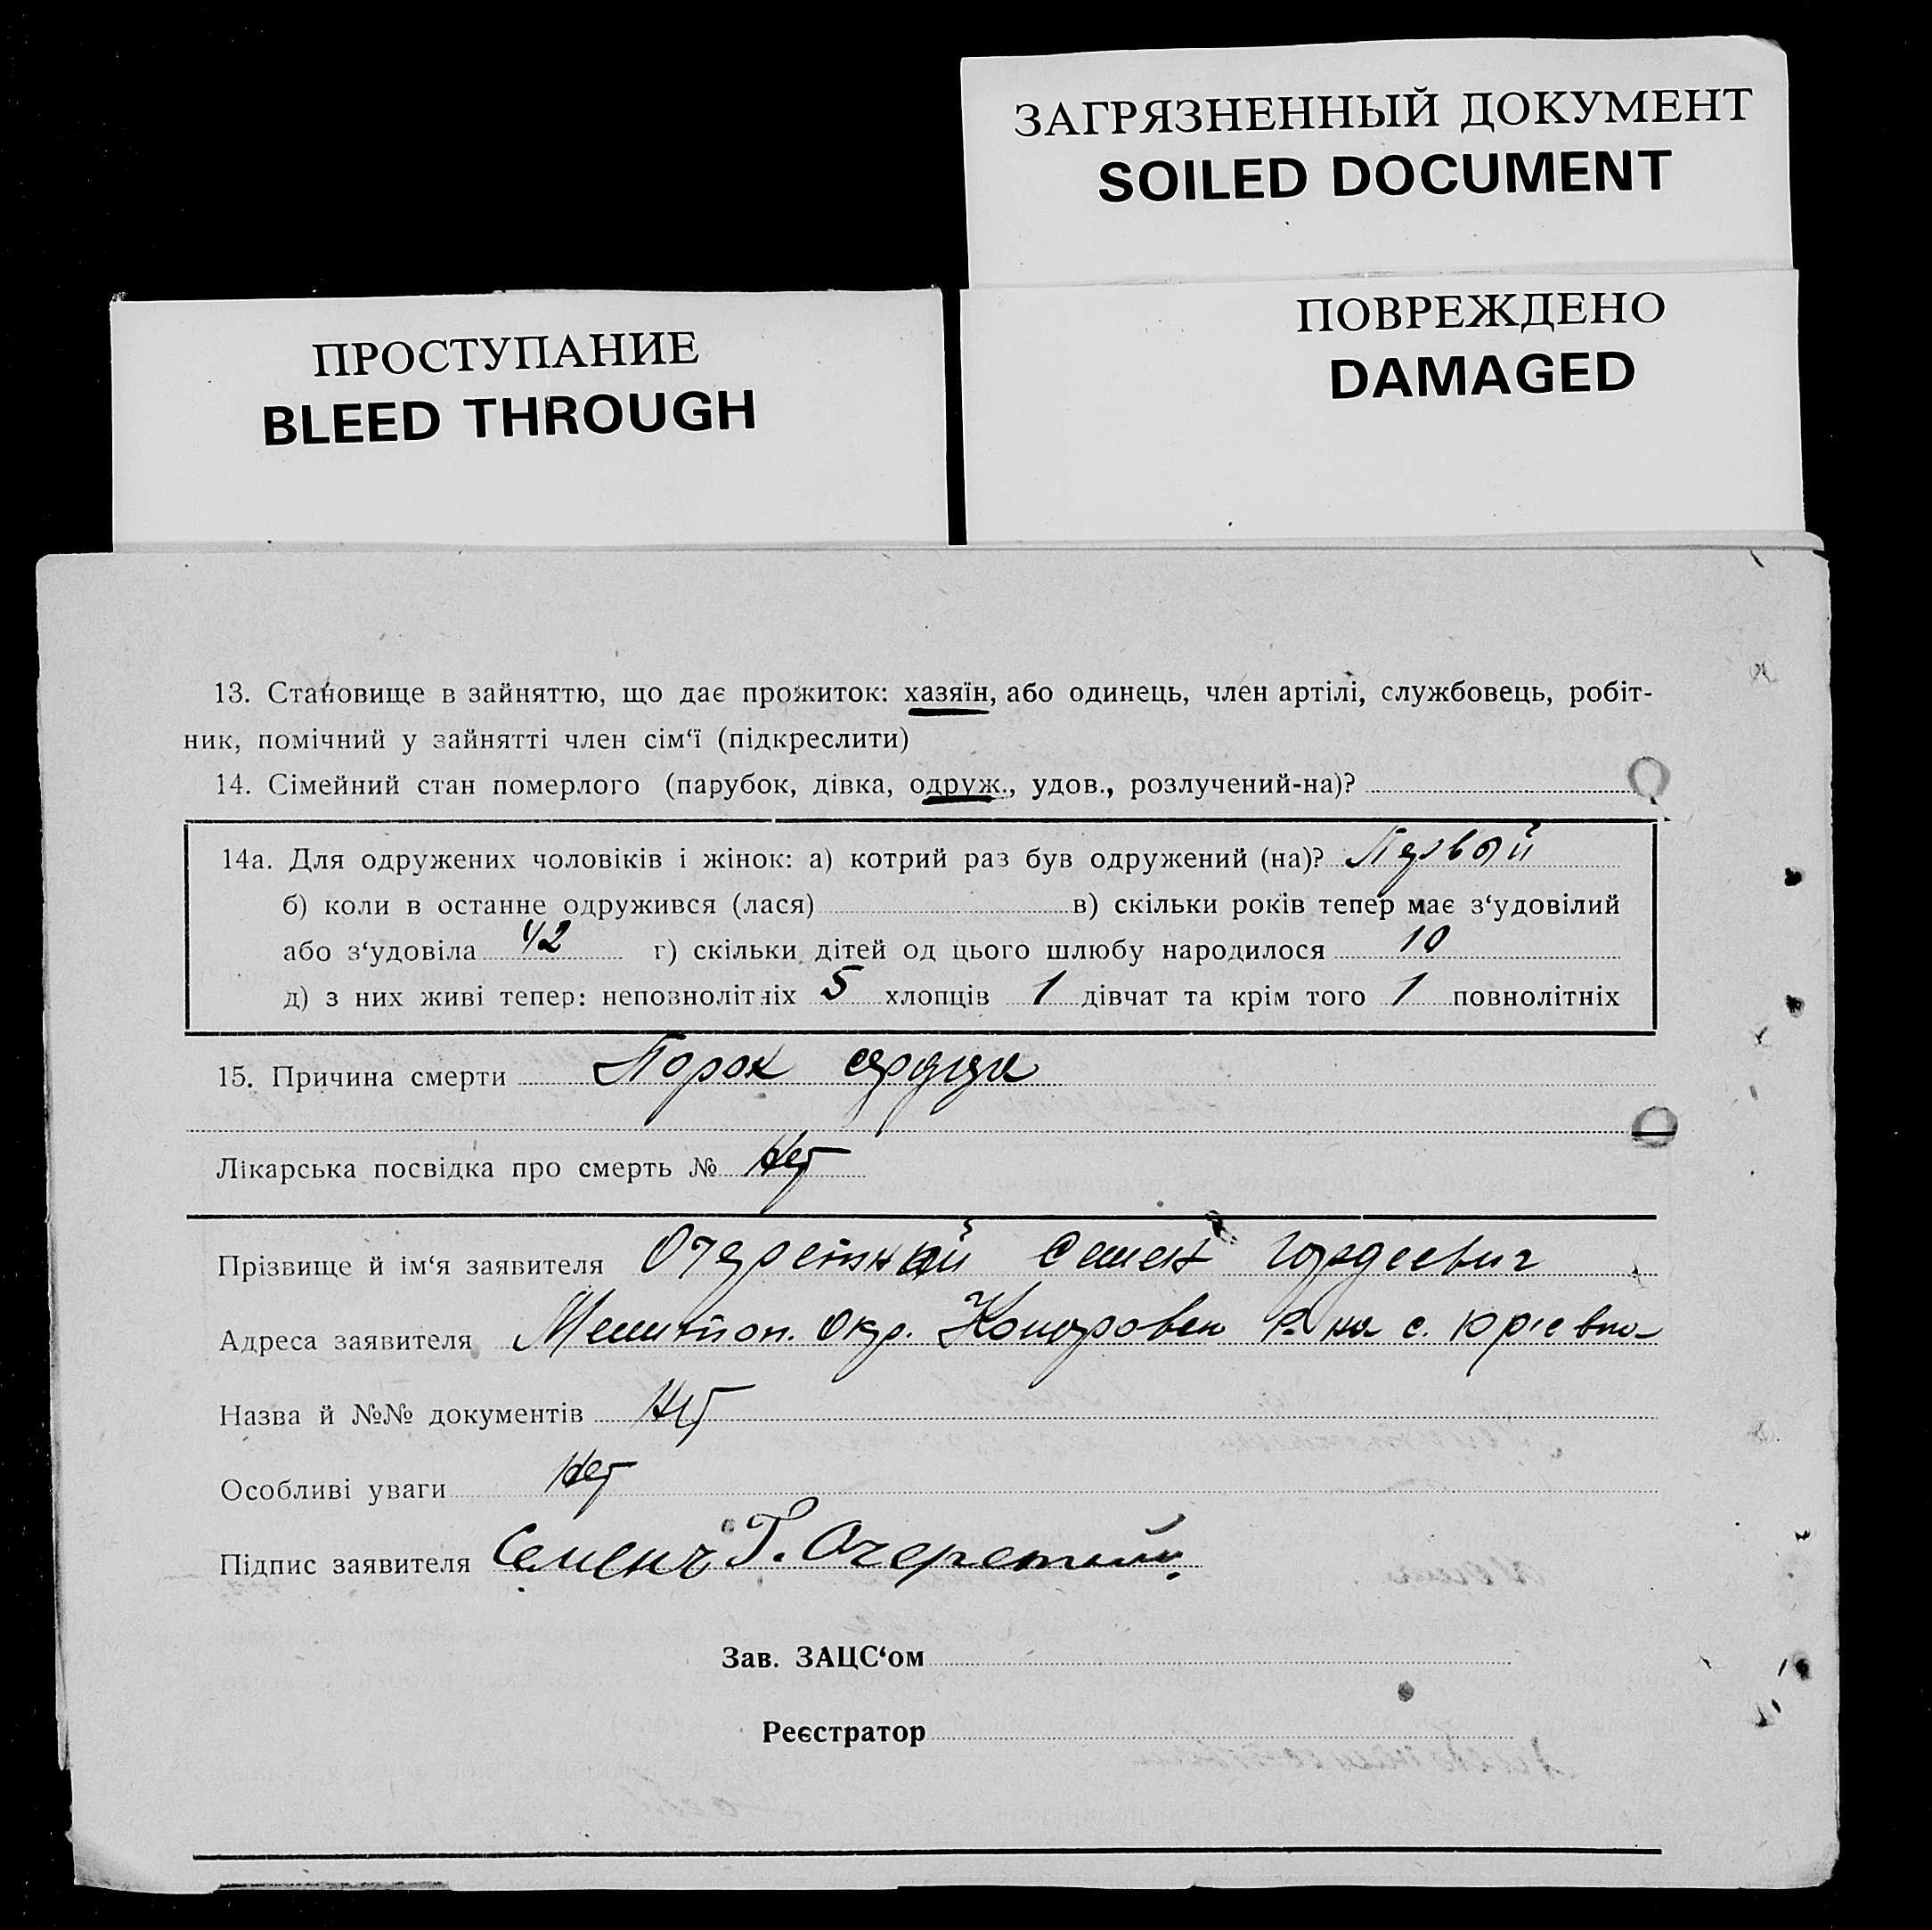 ЗАГРЯЗНЕННЫЙ ДОКУМЕНТ
SOILED DOCUMENT
ПРОСТУПАНИЕ
BLEED THROUGH
ПОВРЕЖДЕНО
DAMAGED
13. Становище в зайняттю, що дає прожиток: хазяїн, або одинець, член артілі, службовець, робіт-
ник, помічний у зайнятті член сім‘ї (підкреслити)
14. Сімейний стан померлого (парубок, дівка, одруж., удов., розлучений-на)?
14а. Для одружених чоловіків і жінок: а) котрий раз був одружений (на)? Первый
б) коли в останне одружився (лася) в) скільки років тепер має з‘удовілий
або з‘удовіла 42 г) скільки дітей од цього шлюбу народилося 10
д) з них живі тепер: неповнолітніх 5 хлопців 1 дівчат та крім того 1 повнолітніх
15. Причина смерти Порок сердца
Лікарська посвідка про смерть № Нет
Прізвище й ім‘я заявителя Очеретный Семен Гордеевич
Адреса заявителя Мелитоп. Окр. с. Юрієвка
Назва й №№ документів Нет
Особливі уваги Нет
Підпис заявителя Семенъ Г. Очеретный
Зав. ЗАЦС‘ом
Реєстратор